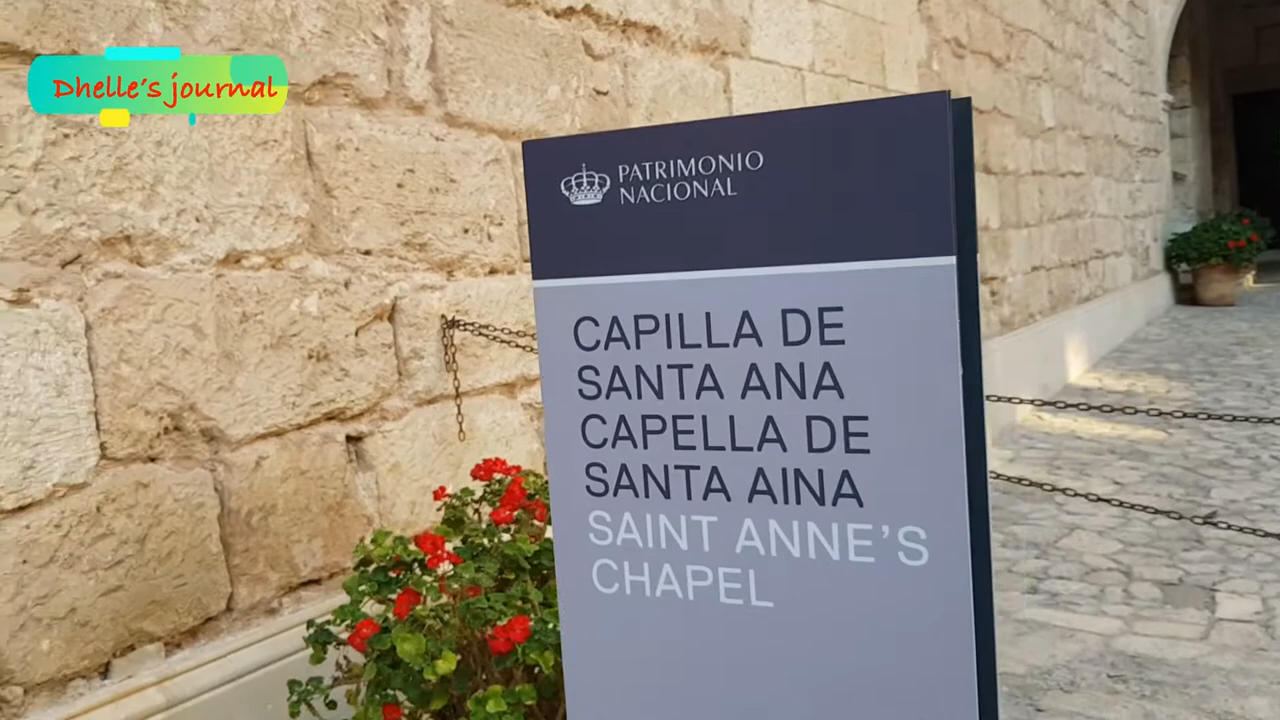 Dhelle's journal
PATRIMONIO
NACIONAL
CAPILLA DE
SANTA ANA
CAPELLA DE
SANTA AINA
SAINT ANNE'S
CHAPEL